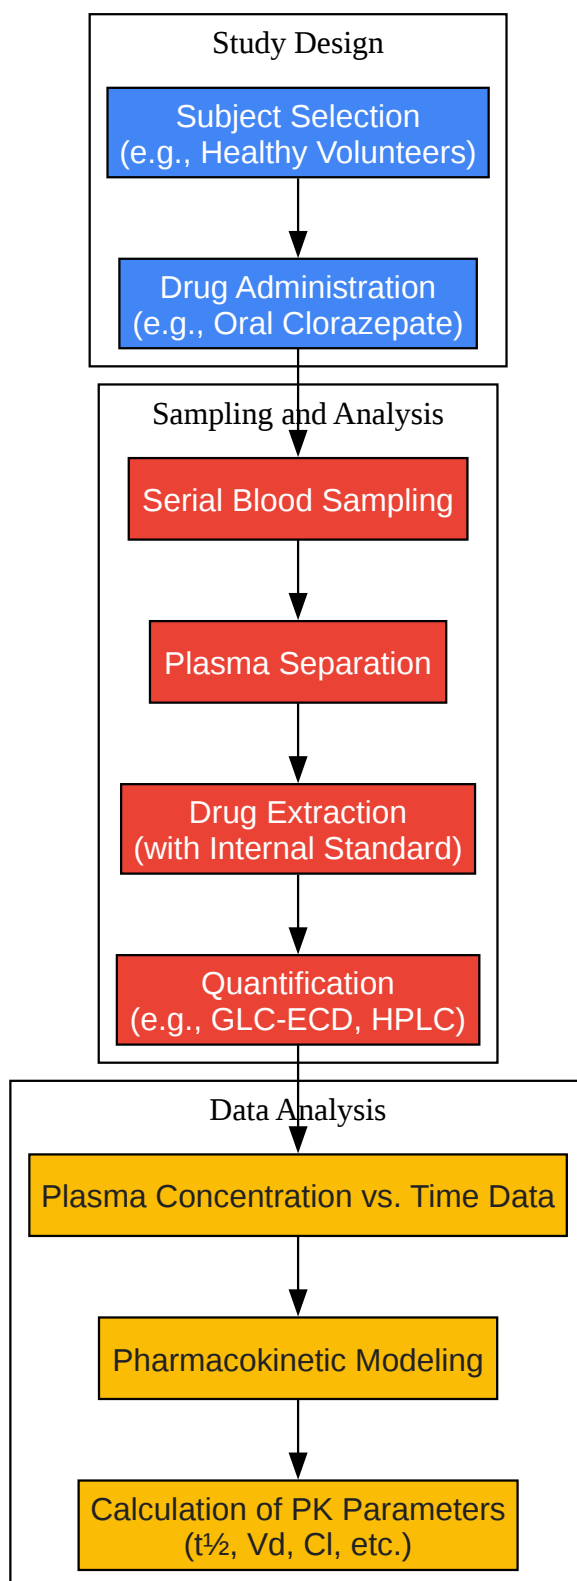 Study Design
Subject Selection
(e.g., Healthy Volunteers)
Drug Administration
(e.g., Oral Clorazepate)
Sampling and Analysis
Serial Blood Sampling
Plasma Separation
Drug Extraction
(with Internal Standard)
Quantification
(e.g., GLC-ECD, HPLC)
Data Analysis
Plasma Concentration vs. Time Data
Pharmacokinetic Modeling
Calculation of PK Parameters
(t½, Vd, Cl, etc.)